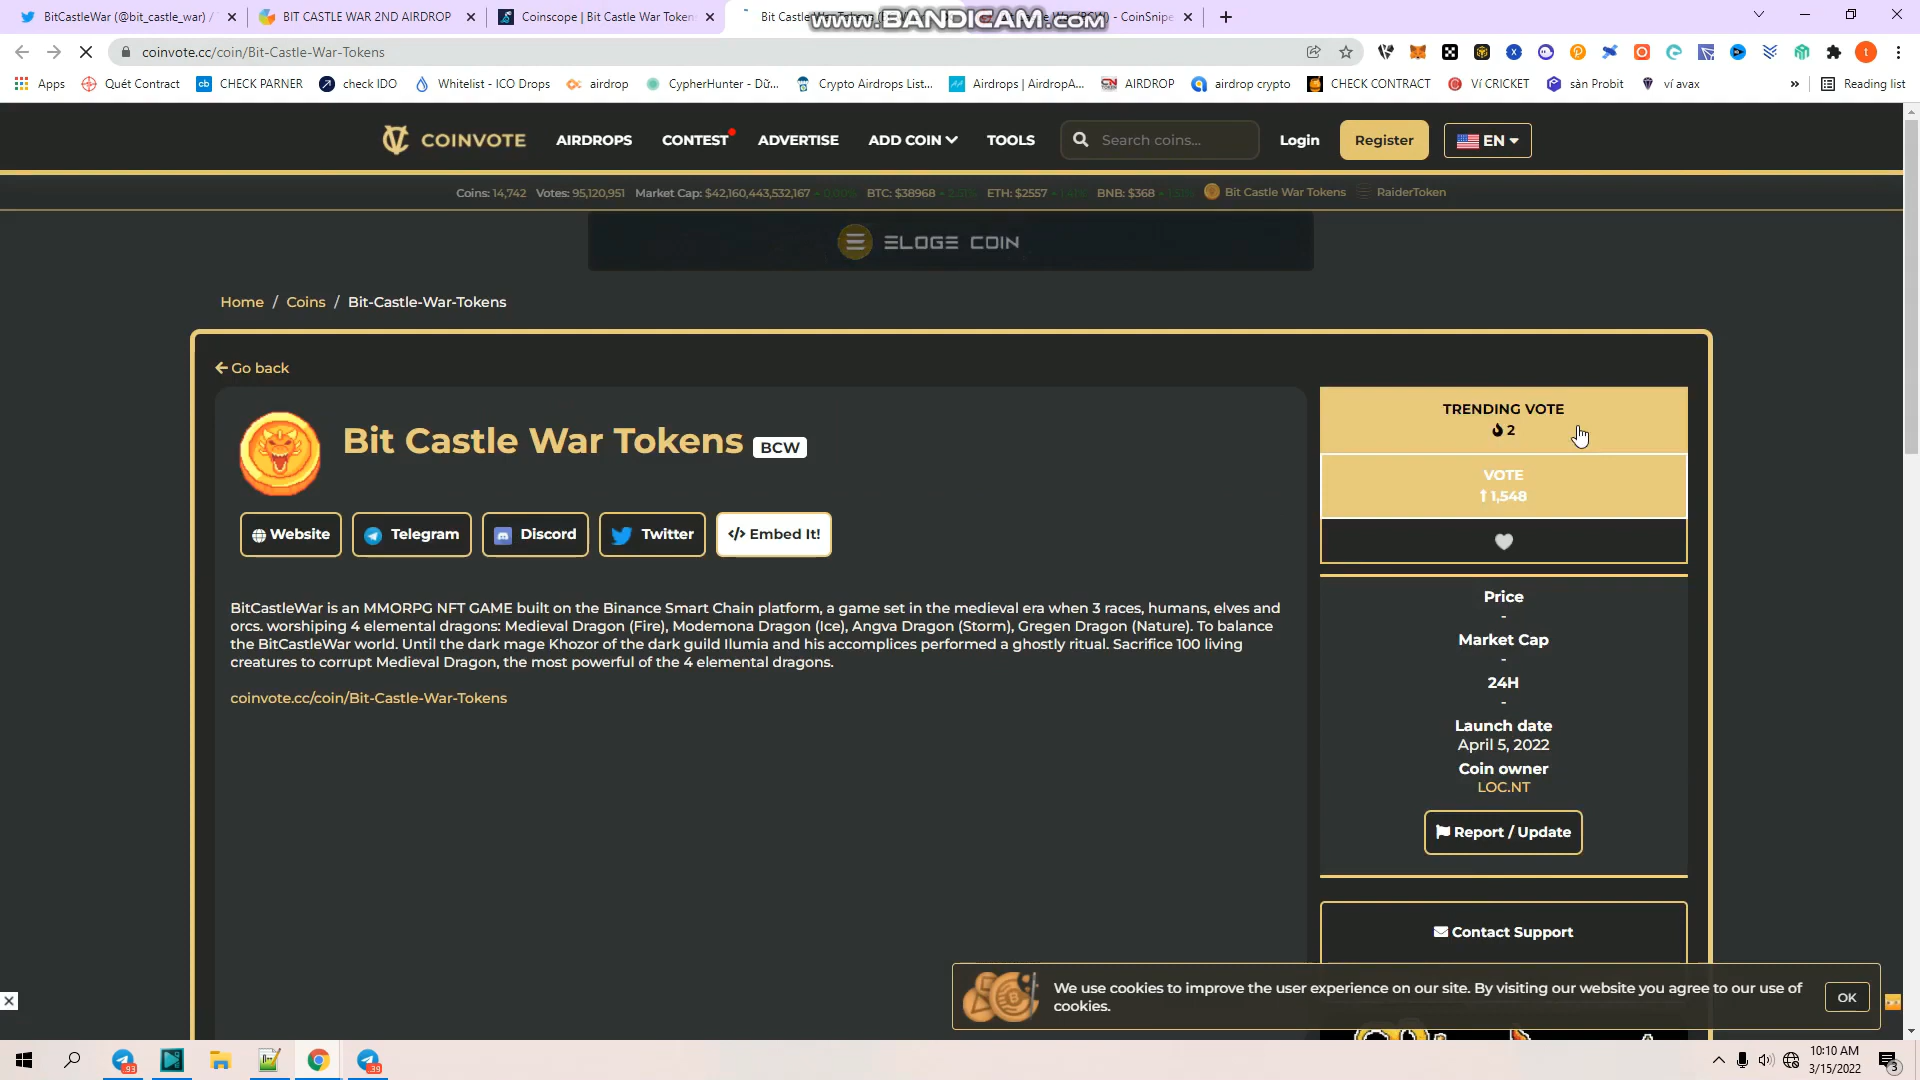 BitCastleWar (@bit_castle_war) /
BIT CASTLE WAR 2ND AIRDROP
Coinscope | Bit Castle War Token
Bit Cas
CoinSnipe
www.BANDICAM.com
coinvote.cc/coin/Bit-Castle-War-Tokens
Apps
Quét Contract
CHECK PARNER
check IDO
Whitelist - ICO Drops
airdrop
CypherHunter - Dữ...
Crypto Airdrops List...
Airdrops | AirdropA...
AIRDROP
airdrop crypto
CHECK CONTRACT
Ví CRICKET
sàn Probit
ví avax
»
Reading list
COINVOTE
AIRDROPS
CONTEST
ADVERTISE
ADD COIN
TOOLS
Search coins...
Login
Register
EN
Coins: 14,742 Votes: 95,120,951 Market Cap: $42,160,443,532,167 0.00% BTC: $38968 ETH: $2557 BNB: $368 Bit Castle War Tokens RaiderToken
ELOGE COIN
Home / Coins / Bit-Castle-War-Tokens
Go back
Bit Castle War Tokens BCW
Website
Telegram
Discord
Twitter
</> Embed It!
BitCastleWar is an MMORPG NFT GAME built on the Binance Smart Chain platform, a game set in the medieval era when 3 races, humans, elves and
orcs. worshiping 4 elemental dragons: Medieval Dragon (Fire), Modemona Dragon (Ice), Angva Dragon (Storm), Gregen Dragon (Nature). To balance
the BitCastleWar world. Until the dark mage Khozor of the dark guild Ilumia and his accomplices performed a ghostly ritual. Sacrifice 100 living
creatures to corrupt Medieval Dragon, the most powerful of the 4 elemental dragons.
coinvote.cc/coin/Bit-Castle-War-Tokens
TRENDING VOTE
2
VOTE
1,548
Price
-
Market Cap
-
24H
-
Launch date
April 5, 2022
Coin owner
LOC.NT
Report / Update
Contact Support
We use cookies to improve the user experience on our site. By visiting our website you agree to our use of
cookies.
OK
93
39
10:10 AM
3/15/2022
3